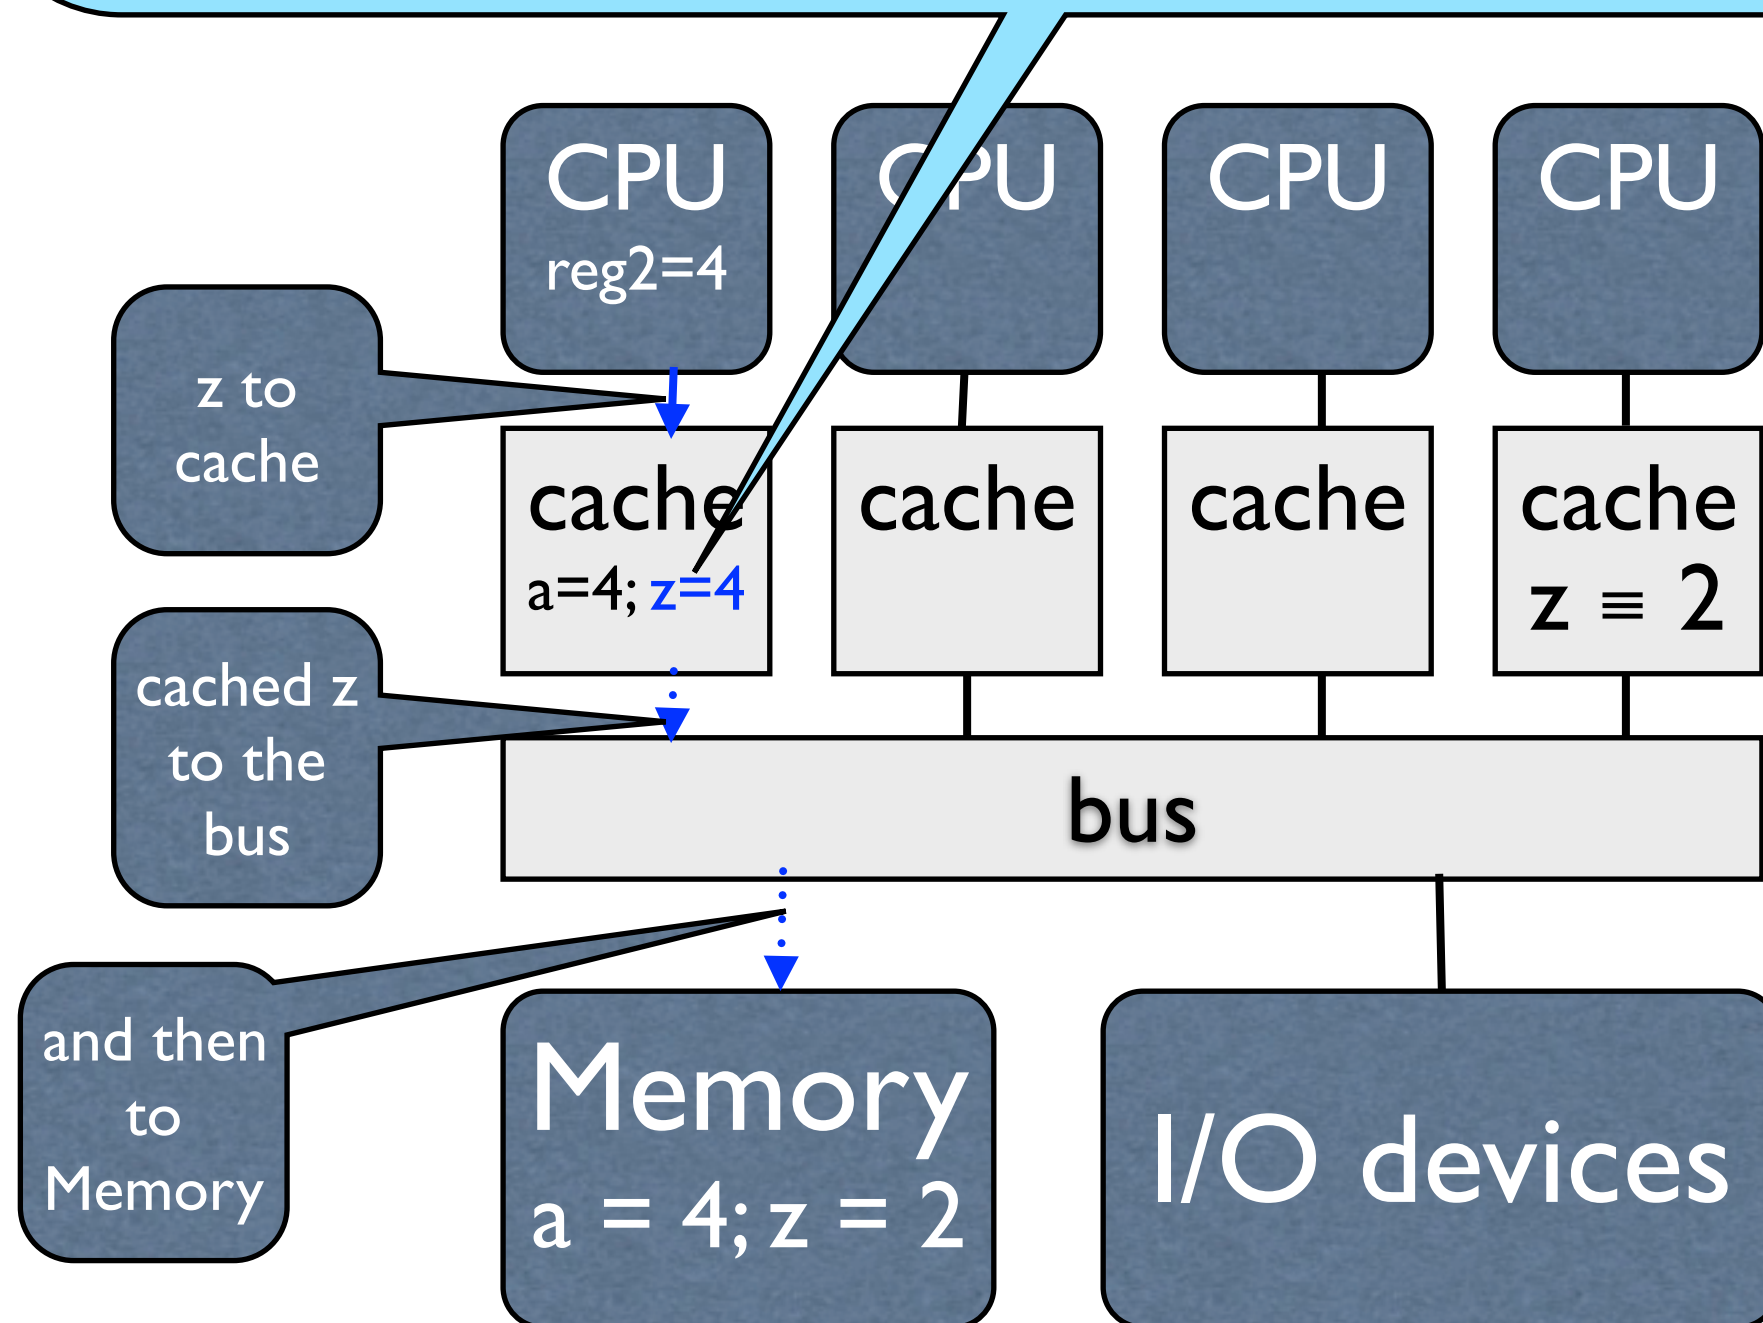 CPU
reg2=4
CPU
CPU
CPU
z to
cache
cache
a=4; z=4
cache
cache
cache
z ≡ 2
cached z
to the
bus
bus
and then
to
Memory
Memory
a = 4; z = 2
I/O devices